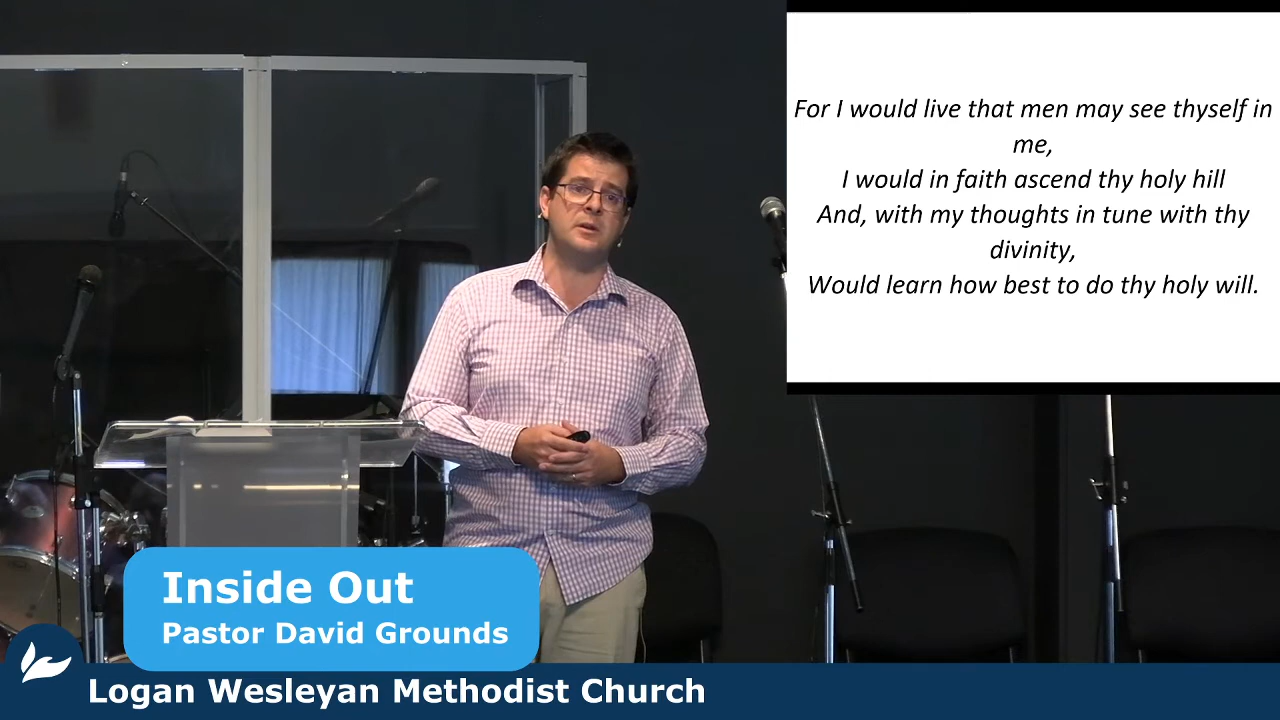 For I would live that men may see thyself in
me,
I would in faith ascend thy holy hill
And, with my thoughts in tune with thy
divinity,
Would learn how best to do thy holy will.
Inside Out
Pastor David Grounds
Logan Wesleyan Methodist Church